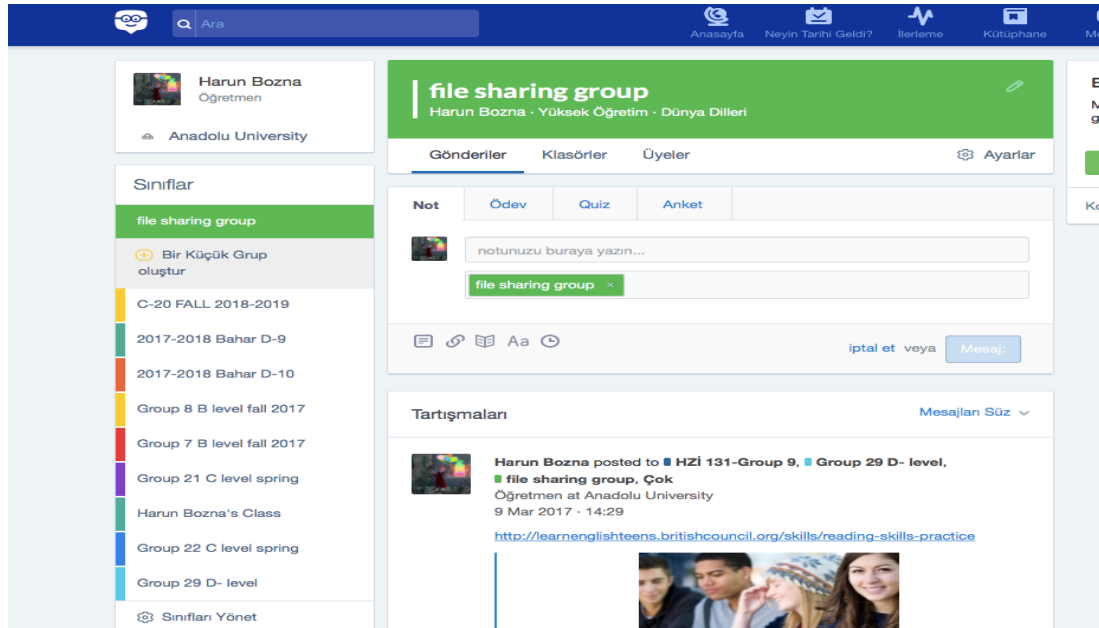 Ara
Anasayfa
Neyin Tarihi Geldi?
İlerleme
Kütüphane
Harun Bozna
Öğretmen
Anadolu University
Sınıflar
file sharing group
Bir Küçük Grup
oluştur
C-20 FALL 2018-2019
2017-2018 Bahar D-9
2017-2018 Bahar D-10
Group 8 B level fall 2017
Group 7 B level fall 2017
Group 21 C level spring
Harun Bozna's Class
Group 22 C level spring
Group 29 D- level
Sınıfları Yönet
file sharing group
Harun Bozna · Yüksek Öğretim · Dünya Dilleri
Gönderiler Klasörler Üyeler Ayarlar
Not Ödev Quiz Anket
notunuzu buraya yazın...
file sharing group ×
Aa
iptal et veya Mesaj:
Tartışmaları Mesajları Süz
Harun Bozna posted to HZİ 131-Group 9, Group 29 D- level,
file sharing group, Çok
Öğretmen at Anadolu University
9 Mar 2017 · 14:29
http://learnenglishteens.britishcouncil.org/skills/reading-skills-practice